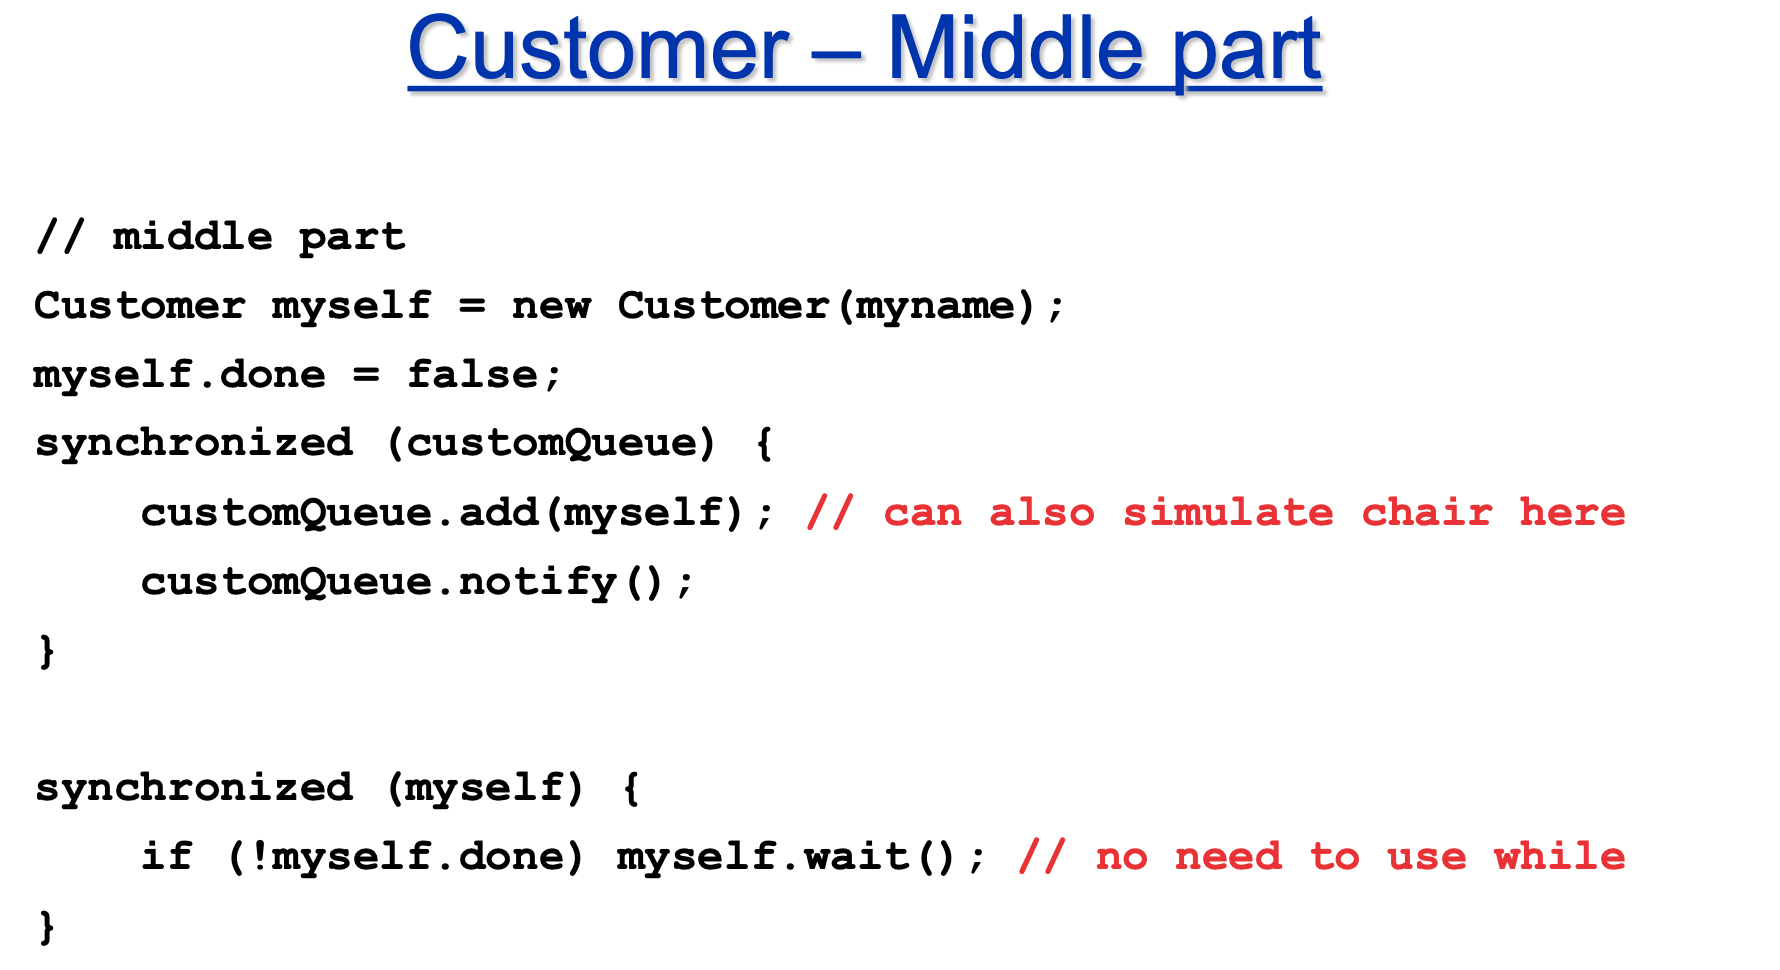 Customer – Middle part
// middle part
Customer myself = new Customer(myname);
myself.done = false;
synchronized (customQueue) {
    customQueue.add(myself); // can also simulate chair here
    customQueue.notify();
}
synchronized (myself) {
    if (!myself.done) myself.wait(); // no need to use while
}